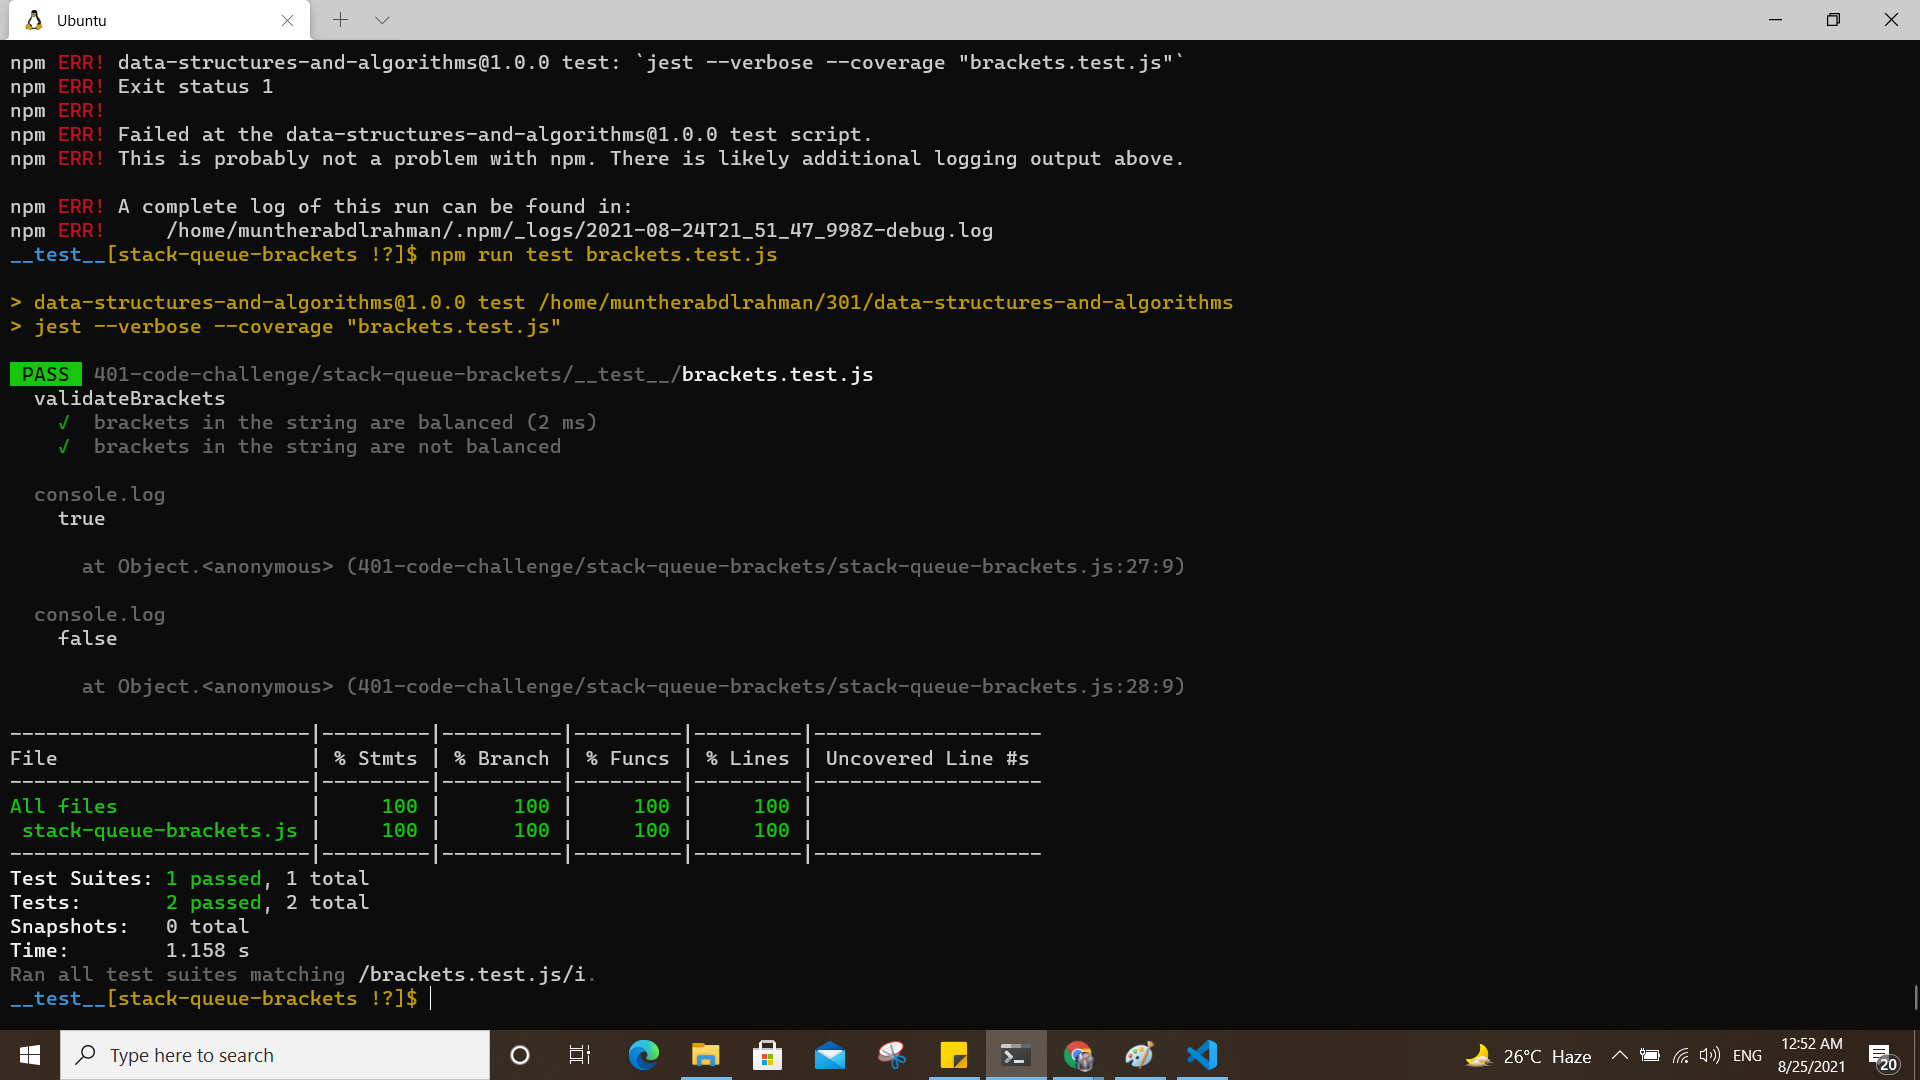 Ubuntu
npm ERR! data-structures-and-algorithms@1.0.0 test: `jest --verbose --coverage "brackets.test.js"`
npm ERR! Exit status 1
npm ERR!
npm ERR! Failed at the data-structures-and-algorithms@1.0.0 test script.
npm ERR! This is probably not a problem with npm. There is likely additional logging output above.
npm ERR! A complete log of this run can be found in:
npm ERR!     /home/muntherabdlrahman/.npm/_logs/2021-08-24T21_51_47_998Z-debug.log
__test__[stack-queue-brackets !?]$ npm run test brackets.test.js
> data-structures-and-algorithms@1.0.0 test /home/muntherabdlrahman/301/data-structures-and-algorithms
> jest --verbose --coverage "brackets.test.js"
PASS 401-code-challenge/stack-queue-brackets/__test__/brackets.test.js
validateBrackets
√ brackets in the string are balanced (2 ms)
√ brackets in the string are not balanced
console.log
true
at Object.<anonymous> (401-code-challenge/stack-queue-brackets/stack-queue-brackets.js:27:9)
console.log
false
at Object.<anonymous> (401-code-challenge/stack-queue-brackets/stack-queue-brackets.js:28:9)
-------------------------|---------|----------|---------|---------|-------------------
File                     | % Stmts | % Branch | % Funcs | % Lines | Uncovered Line #s
-------------------------|---------|----------|---------|---------|-------------------
All files                |     100 |      100 |     100 |     100 |
 stack-queue-brackets.js |     100 |      100 |     100 |     100 |
-------------------------|---------|----------|---------|---------|-------------------
Test Suites: 1 passed, 1 total
Tests:       2 passed, 2 total
Snapshots:   0 total
Time:        1.158 s
Ran all test suites matching /brackets.test.js/i.
__test__[stack-queue-brackets !?]$
Type here to search
26°C Haze
ENG
12:52 AM
8/25/2021
20